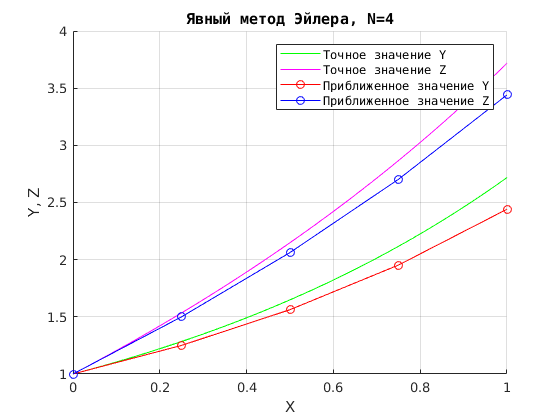 Явный метод Эйлера, N=4
4
3.5
3
2.5
2
1.5
1
Y, Z
Точное значение Y
Точное значение Z
Приближенное значение Y
Приближенное значение Z
0 0.2 0.4 0.6 0.8 1
X